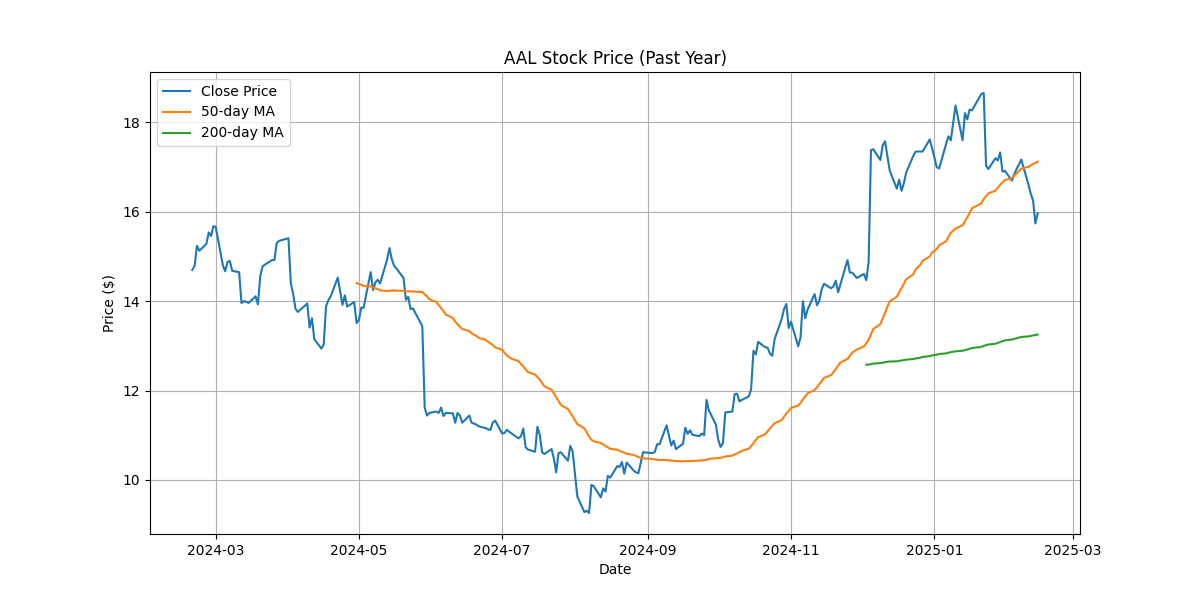 AAL Stock Price (Past Year)
Close Price
50-day MA
200-day MA
Price ($)
18
16
14
12
10
2024-03
2024-05
2024-07
2024-09
2024-11
2025-01
2025-03
Date